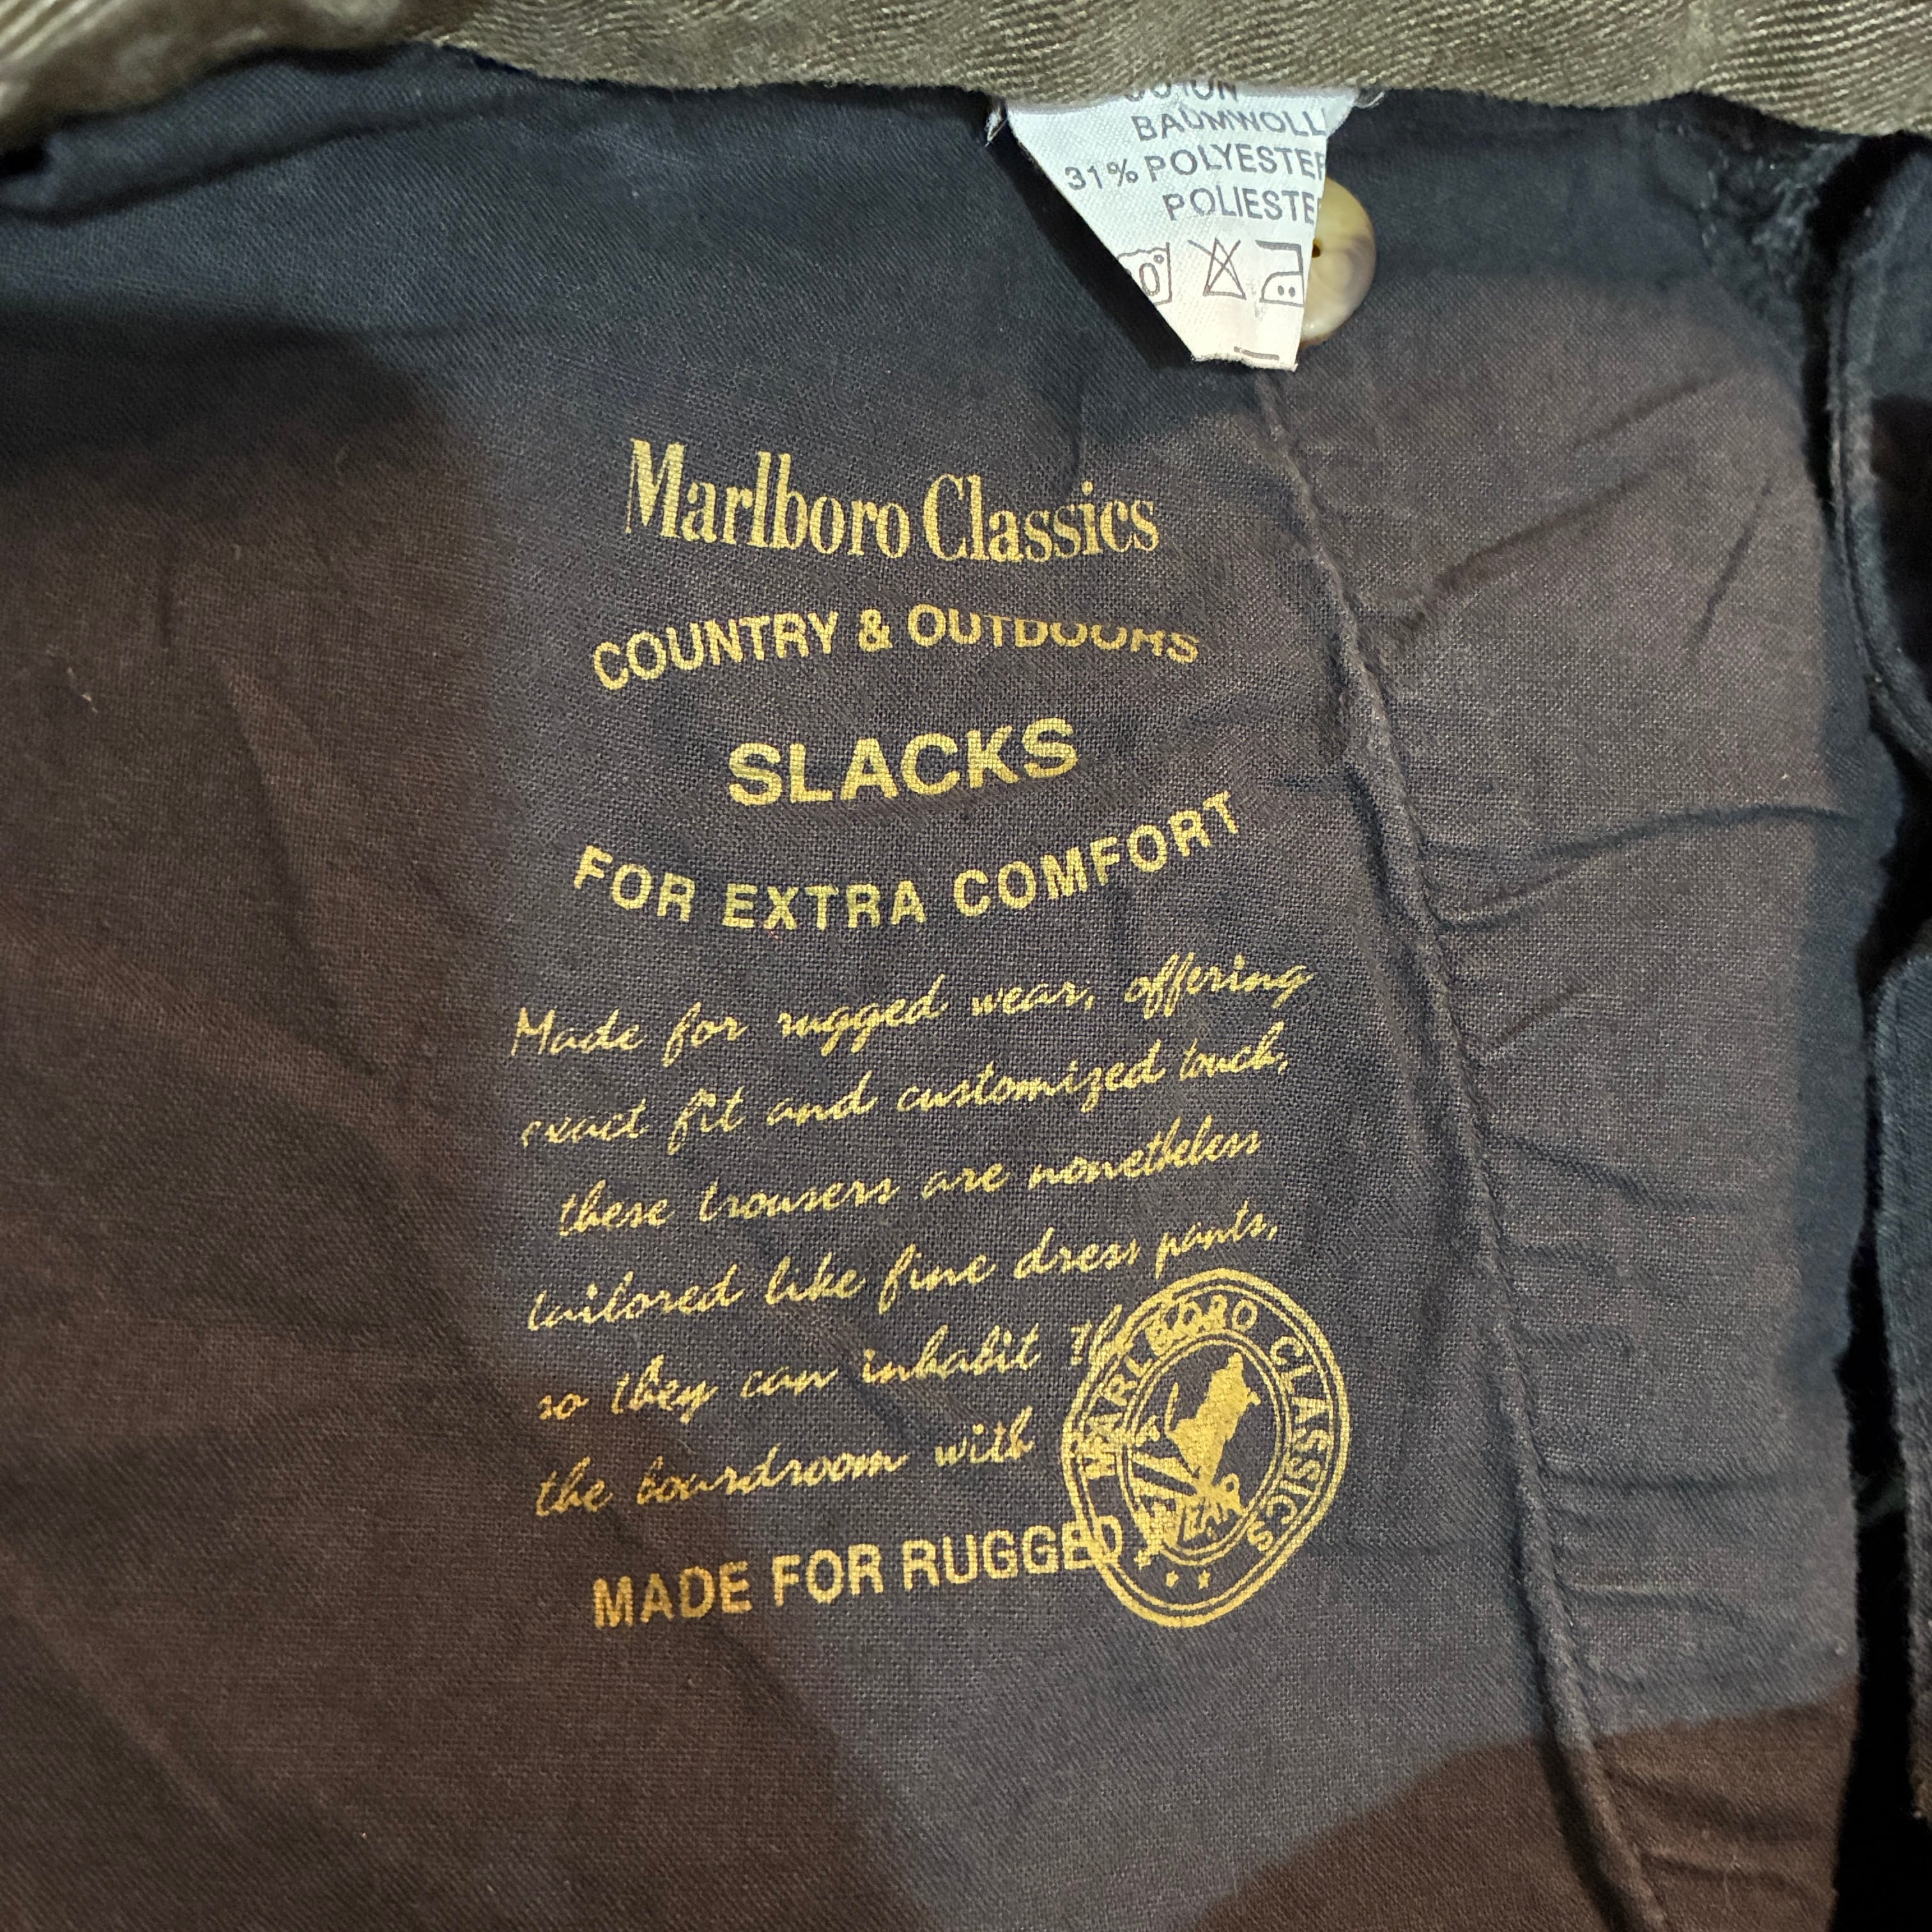 BAUMWOLL
31% POLYESTER
POLIESTE
Marlboro Classics
COUNTRY & OUTDOORS
SLACKS
FOR EXTRA COMFORT
Made for rugged wear, offering
exact fit and customized touch,
these trousers are nonetheless
tailored like fine dress pants,
so they can inhabit
the boardroom with
MADE FOR RUGGED WEAR
MARLBORO CLASSICS